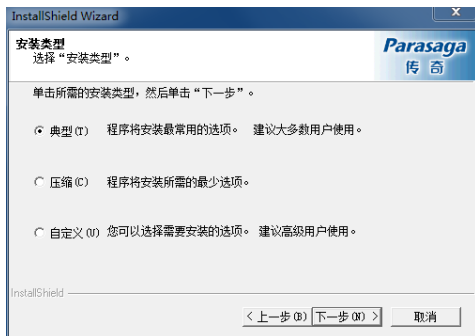 InstallShield Wizard
安装类型
选择“安装类型”。
Parasaga
传奇
单击所需的安装类型，然后单击“下一步”。
典型(T) 程序将安装最常用的选项。 建议大多数用户使用。
压缩(C) 程序将安装所需的最少选项。
自定义(U) 您可以选择需要安装的选项。 建议高级用户使用。
InstallShield
< 上一步(B) 下一步(N) > 取消